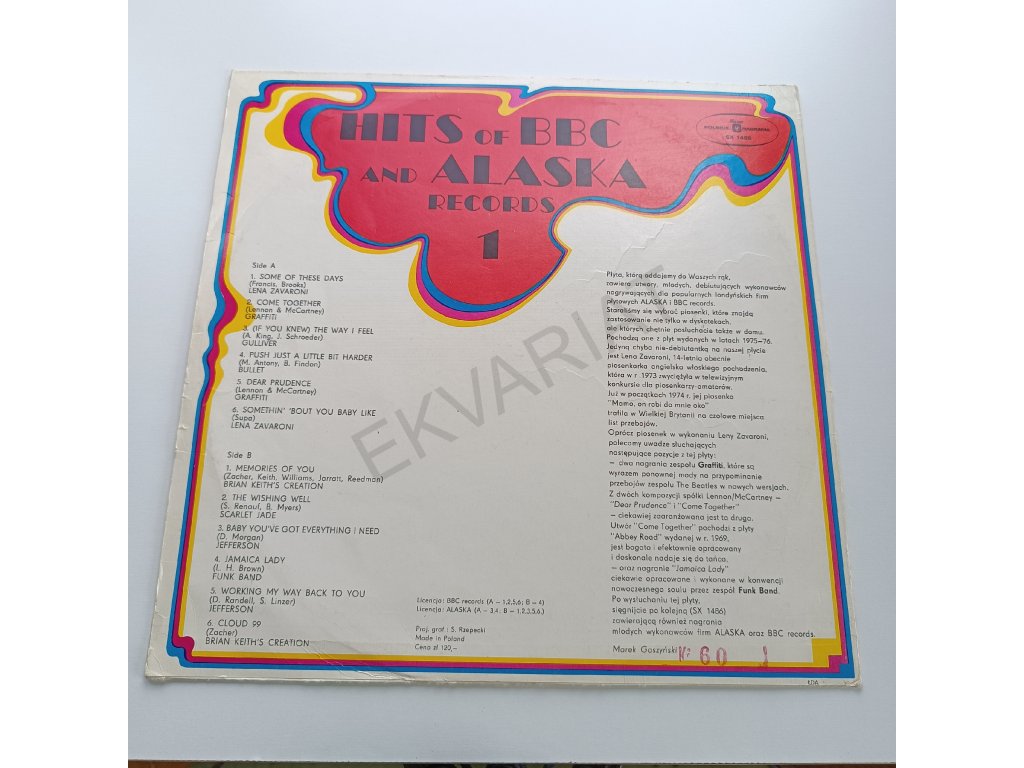 HITS OF BBC
AND ALASKA
RECORDS
1
POLSKIE NAGRANIA
Side A
1. SOME OF THESE DAYS
(Francis, Brooks)
LENA ZAVARONI
2. COME TOGETHER
(Lennon & McCartney)
GRAFFITI
3. (IF YOU KNEW) THE WAY I FEEL
(A. King, J. Schroeder)
GULLIVER
4. PUSH JUST A LITTLE BIT HARDER
(M. Antony, B. Findon)
BULLET
5. DEAR PRUDENCE
(Lennon & McCartney)
GRAFFITI
6. SOMETHIN' 'BOUT YOU BABY LIKE
(Supa)
LENA ZAVARONI
Side B
1. MEMORIES OF YOU
(Zacher, Keith, Williams, Jarratt, Reedman)
BRIAN KEITH'S CREATION
2. THE WISHING WELL
(S. Renauf, B. Myers)
SCARLET JADE
3. BABY YOU'VE GOT EVERYTHING I NEED
(D. Morgan)
JEFFERSON
4. JAMAICA LADY
(L. H. Brown)
FUNK BAND
5. WORKING MY WAY BACK TO YOU
(D. Randell, S. Linzer)
JEFFERSON
6. CLOUD 99
(Zacher)
BRIAN KEITH'S CREATION
Licencja: BBC records (A – 1,2,5,6; B – 4)
Licencja: ALASKA (A – 3,4; B – 1,2,3,5,6.)
Proj. graf.: S. Rzepecki
Made in Poland
Cena zł 120,—
Płyta, którą oddajemy do Waszych rąk,
zawiera utwory, młodych, debiutujących wykonawców
nagrywających dla popularnych londyńskich firm
płytowych ALASKA i BBC records.
Staraliśmy się wybrać piosenki, które znajdą
zastosowanie nie tylko w dyskotekach,
ale których chętnie posłuchacie także w domu.
Pochodzą one z płyt wydanych w latach 1975–76.
Jedyną chyba nie-debiutantką na naszej płycie
jest Lena Zavaroni, 14-letnia obecnie
piosenkarka angielska włoskiego pochodzenia,
która w r. 1973 zwyciężyła w telewizyjnym
konkursie dla piosenkarzy-amatorów.
Już w początkach 1974 r. jej piosenka
"Mama, on robi do mnie oko"
trafiła w Wielkiej Brytanii na czołowe miejsca
list przebojów.
Oprócz piosenek w wykonaniu Leny Zavaroni,
polecamy uwadze słuchających
następujące pozycje z tej płyty:
– dwa nagrania zespołu Graffiti, które są
wyrazem ponownej mody na przypominanie
przebojów zespołu The Beatles w nowych wersjach.
Z dwóch kompozycji spółki Lennon/McCartney –
"Dear Prudence" i "Come Together"
– ciekawiej zaaranżowana jest ta druga.
Utwór "Come Together" pochodzi z płyty
"Abbey Road" wydanej w r. 1969,
jest bogato i efektownie opracowany
i doskonale nadaje się do tańca.
– oraz nagranie "Jamaica Lady"
ciekawie opracowane i wykonane w konwencji
nowoczesnego soulu przez zespół Funk Band.
Po wysłuchaniu tej płyty,
sięgnijcie po kolejną (SX 1486)
zawierającą również nagrania
młodych wykonawców firm ALASKA oraz BBC records.
Marek Gaszyński
№ 60
EDA